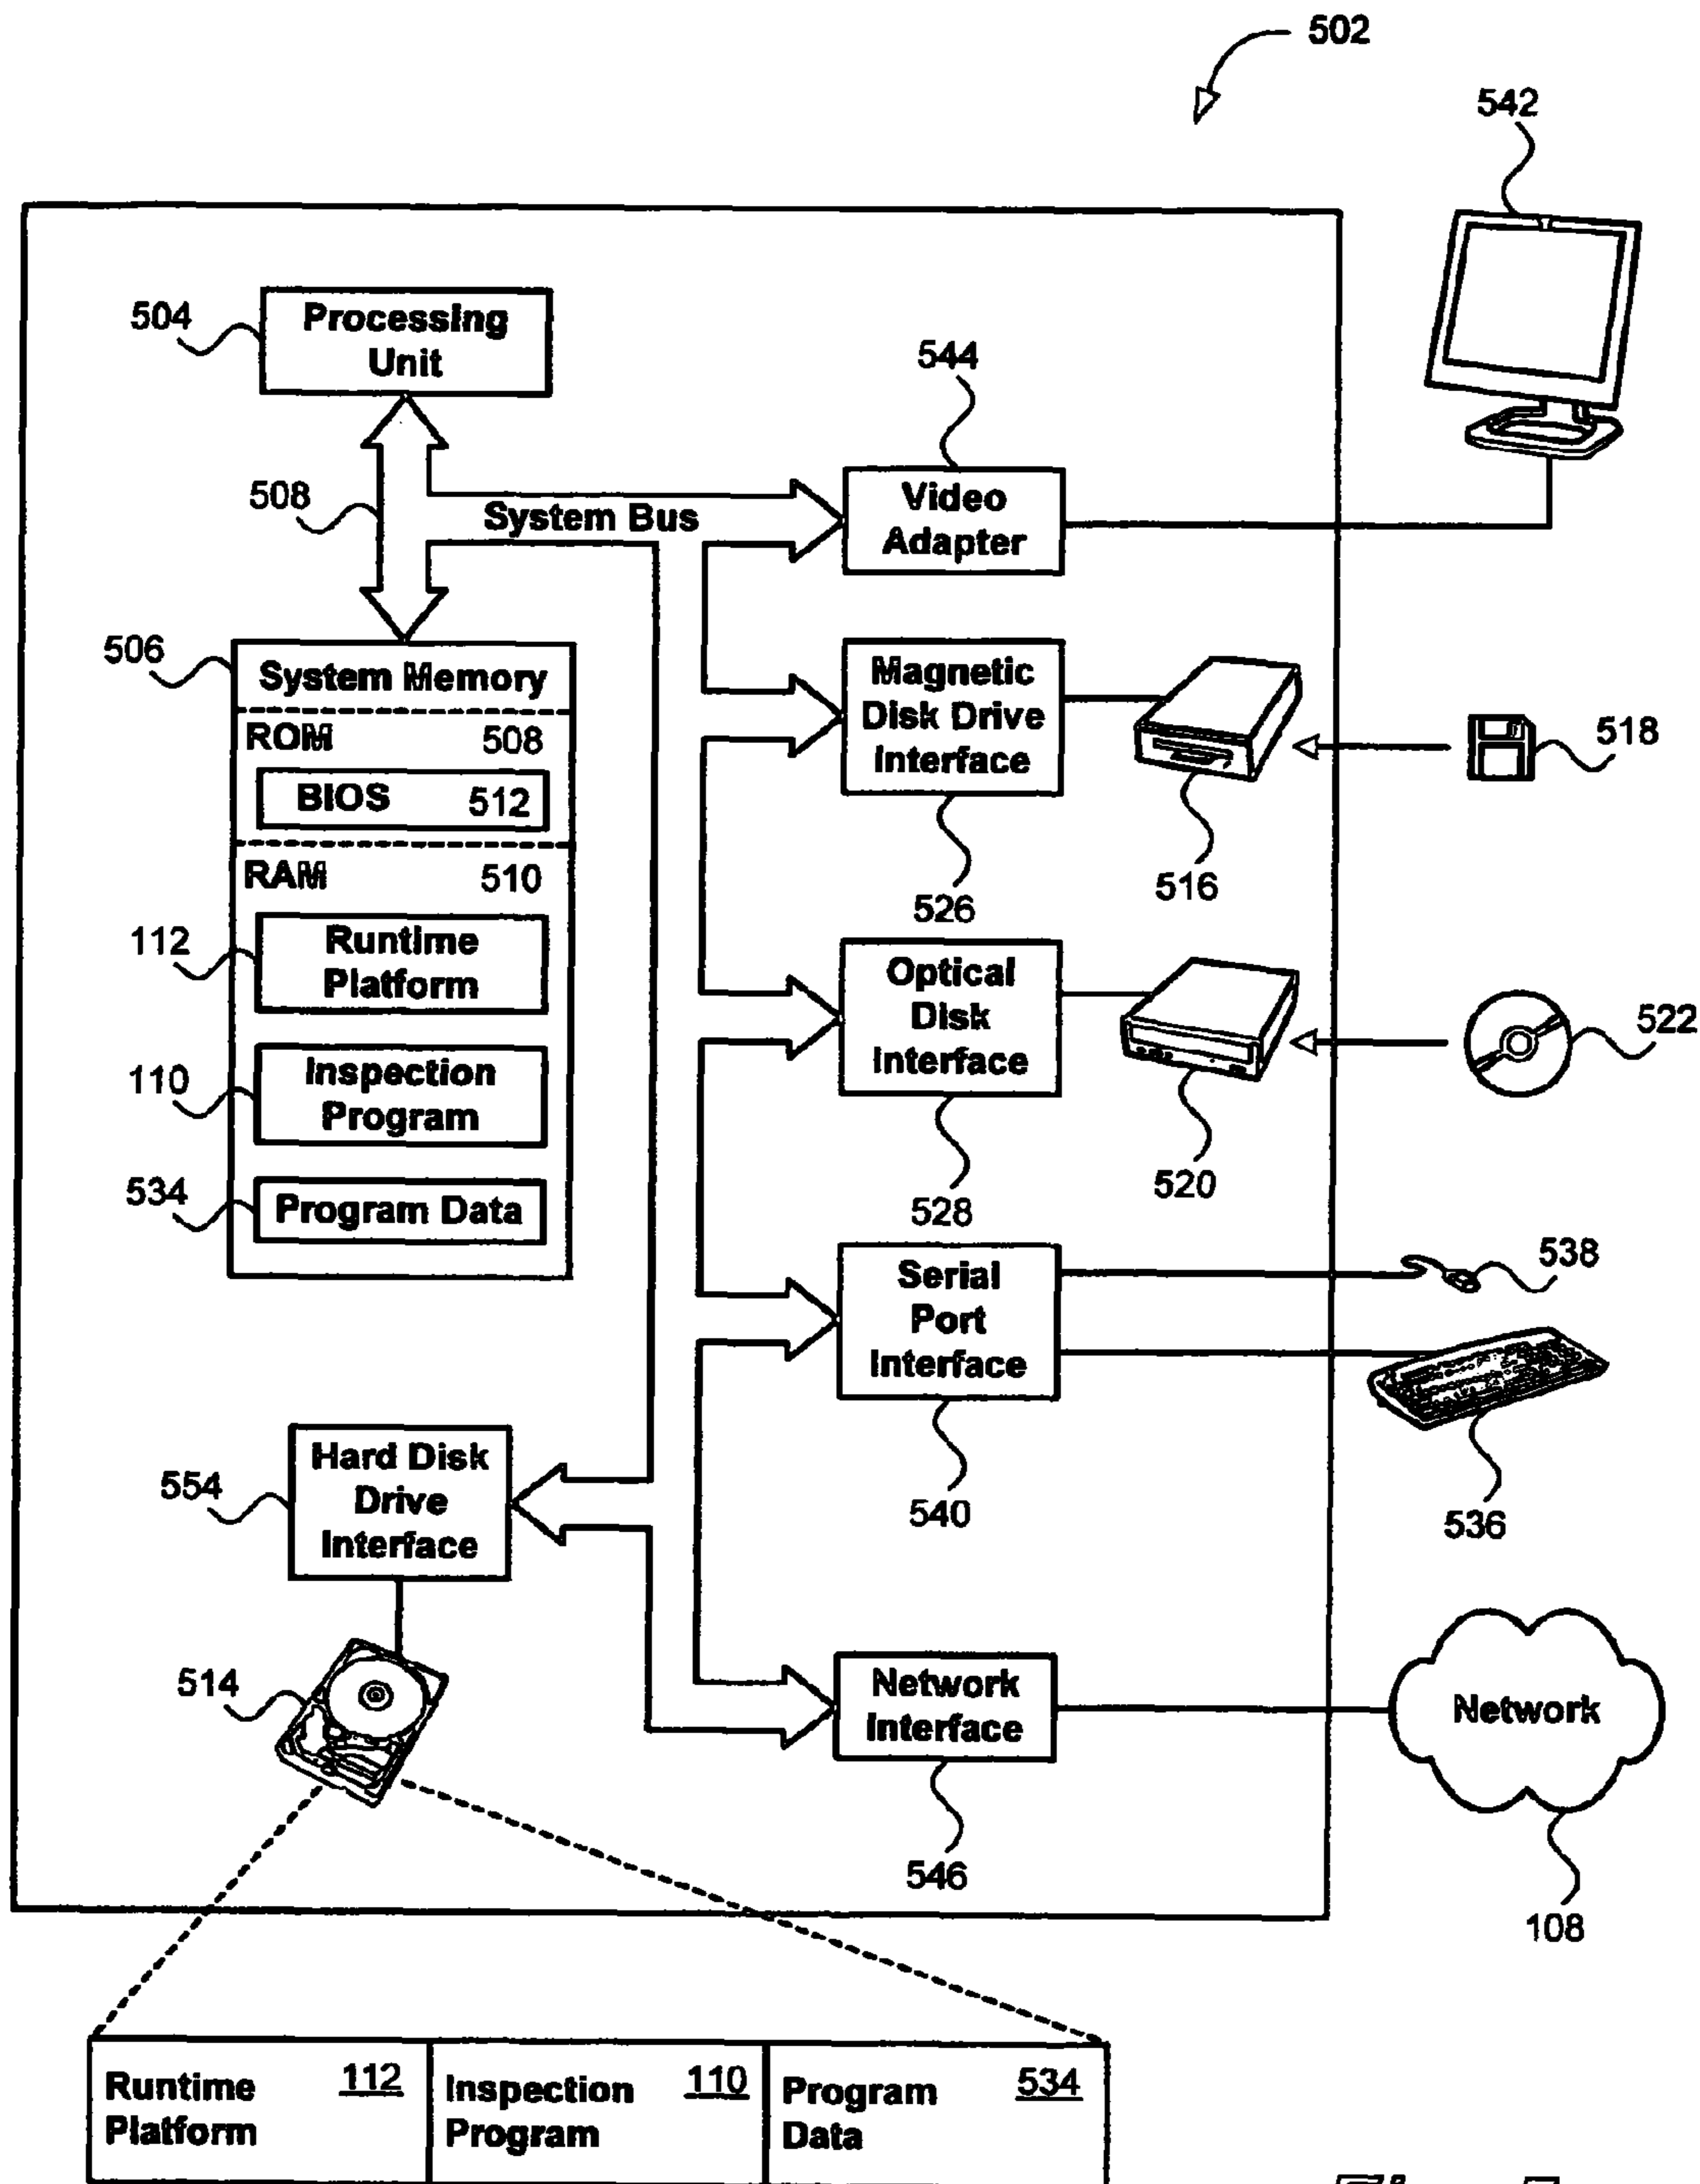 502
542
504
Processing
Unit
544
508
System Bus
Video
Adapter
506
System Memory
ROM 508
BIOS 512
RAM 510
112
Runtime
Platform
110
Inspection
Program
534
Program Data
Magnetic
Disk Drive
Interface
526
516
518
Optical
Disk
Interface
528
520
522
Serial
Port
Interface
540
538
536
554
Hard Disk
Drive
Interface
514
Network
Interface
546
Network
108
Runtime 112
Platform
Inspection 110
Program
Program 534
Data